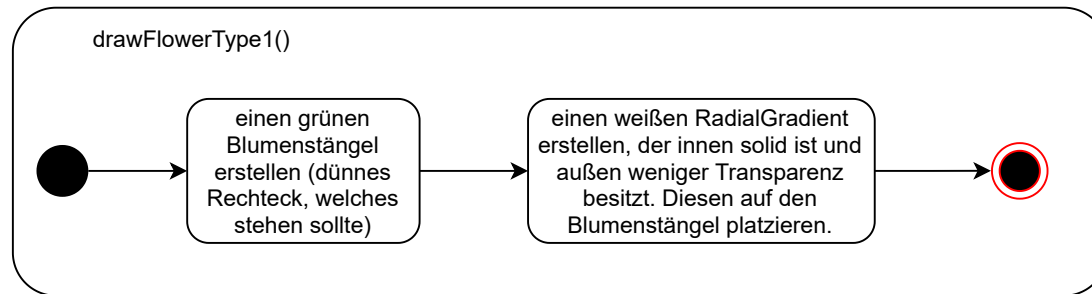 drawFlowerType1()
einen grünen
Blumenstängel
erstellen (dünnes
Rechteck, welches
stehen sollte)
einen weißen RadialGradient
erstellen, der innen solid ist und
außen weniger Transparenz
besitzt. Diesen auf den
Blumenstängel platzieren.